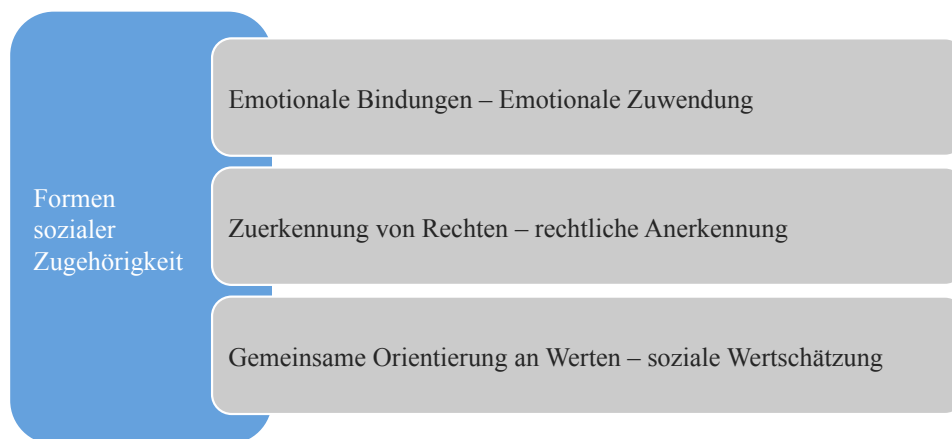 Emotionale Bindungen – Emotionale Zuwendung
Formen
sozialer
Zugehörigkeit
Zuerkennung von Rechten – rechtliche Anerkennung
Gemeinsame Orientierung an Werten – soziale Wertschätzung